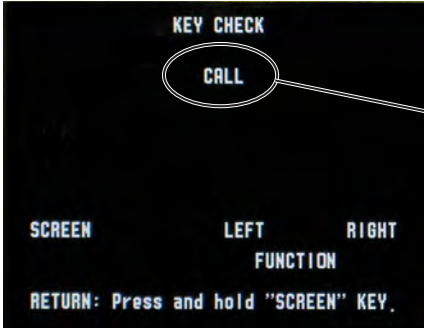 KEY CHECK
CALL
SCREEN LEFT RIGHT
FUNCTION
RETURN: Press and hold "SCREEN" KEY.